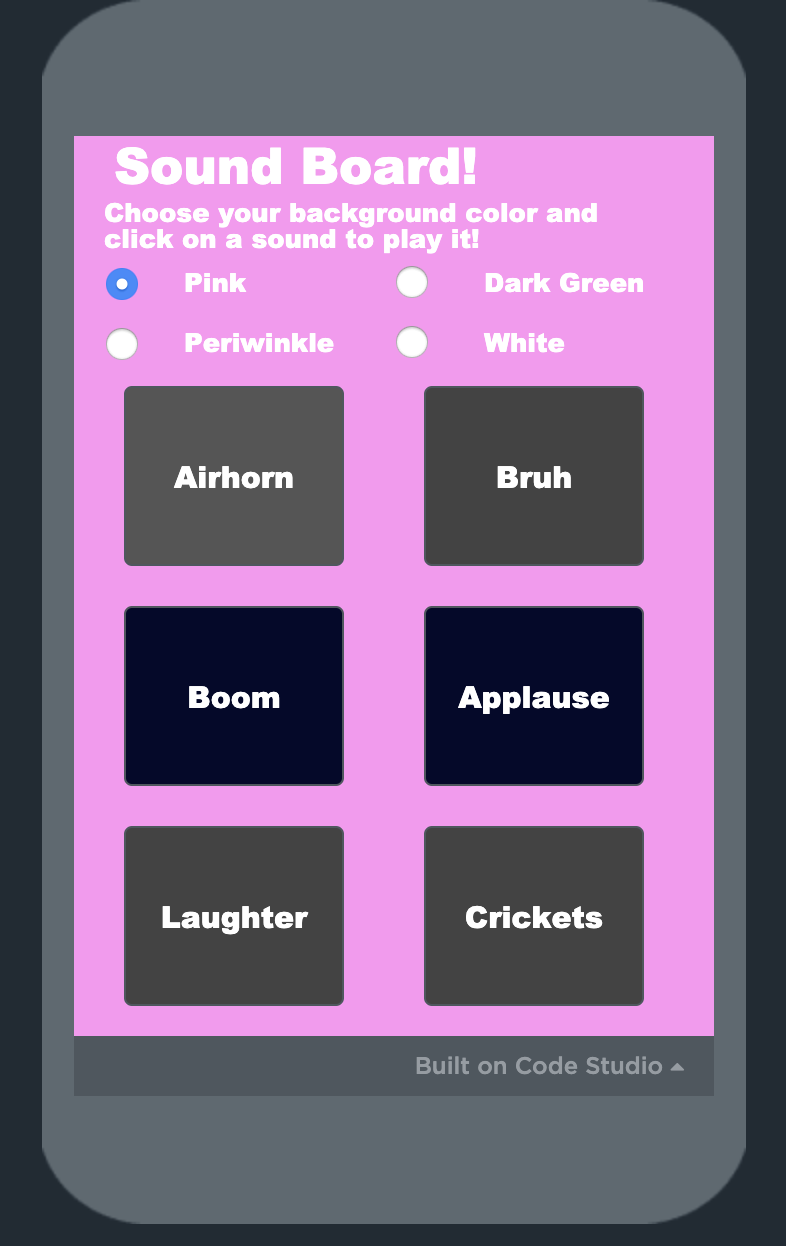 Sound Board!
Choose your background color and
click on a sound to play it!
Pink
Dark Green
Periwinkle
White
Airhorn
Bruh
Boom
Applause
Laughter
Crickets
Built on Code Studio